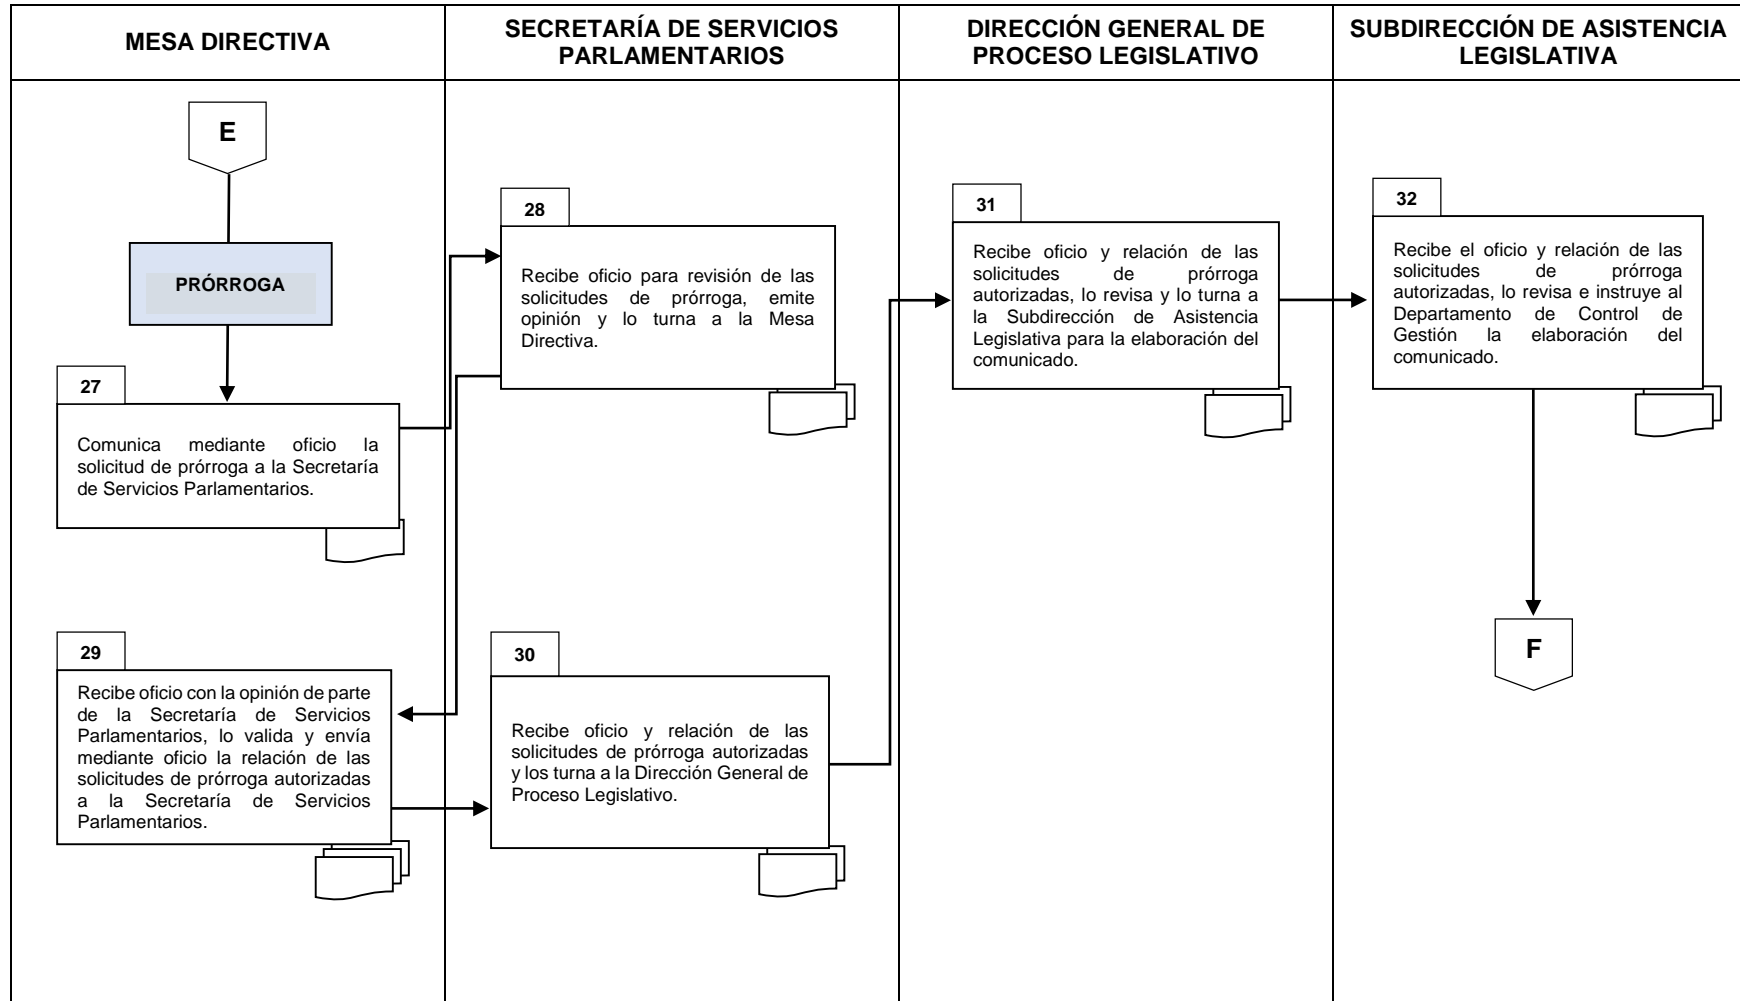 MESA DIRECTIVA
SECRETARÍA DE SERVICIOS
PARLAMENTARIOS
DIRECCIÓN GENERAL DE
PROCESO LEGISLATIVO
SUBDIRECCIÓN DE ASISTENCIA
LEGISLATIVA
E
PRÓRROGA
27
Comunica mediante oficio la
solicitud de prórroga a la Secretaría
de Servicios Parlamentarios.
28
Recibe oficio para revisión de las
solicitudes de prórroga, emite
opinión y lo turna a la Mesa
Directiva.
29
Recibe oficio con la opinión de parte
de la Secretaría de Servicios
Parlamentarios, lo valida y envía
mediante oficio la relación de las
solicitudes de prórroga autorizadas
a la Secretaría de Servicios
Parlamentarios.
30
Recibe oficio y relación de las
solicitudes de prórroga autorizadas
y los turna a la Dirección General de
Proceso Legislativo.
31
Recibe oficio y relación de las
solicitudes de prórroga
autorizadas, lo revisa y lo turna a
la Subdirección de Asistencia
Legislativa para la elaboración del
comunicado.
32
Recibe el oficio y relación de las
solicitudes de prórroga
autorizadas, lo revisa e instruye al
Departamento de Control de
Gestión la elaboración del
comunicado.
F